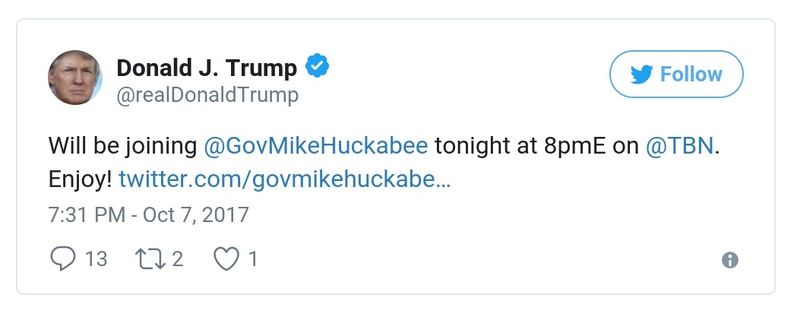 Donald J. Trump
@realDonaldTrump
Follow
Will be joining @GovMikeHuckabee tonight at 8pmE on @TBN.
Enjoy! twitter.com/govmikehuckabe…
7:31 PM - Oct 7, 2017
13 2 1